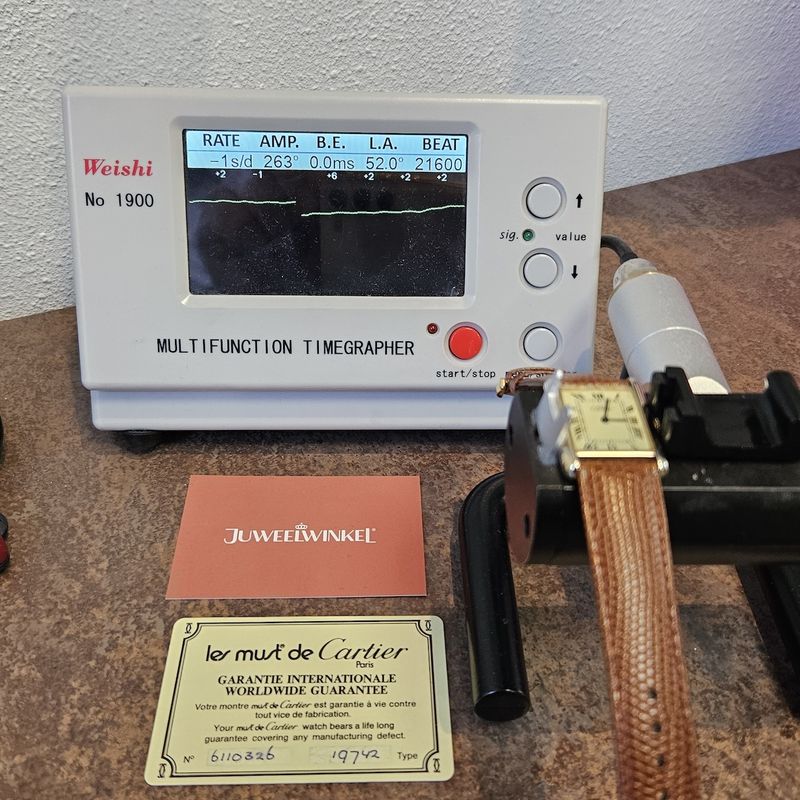 RATE AMP. B.E. L.A. BEAT
-1s/d 263° 0.0ms 52.0° 21600
+2 -1 +6 +2 +2 +2
Weishi
No 1900
sig. value
MULTIFUNCTION TIMEGRAPHER
start/stop
JUWEELWINKEL
les must de Cartier
Paris
GARANTIE INTERNATIONALE
WORLDWIDE GUARANTEE
Votre montre must de Cartier est garantie à vie contre
tout vice de fabrication.
Your must de Cartier watch bears a life long
guarantee covering any manufacturing defect.
N° 6110326 19742 Type